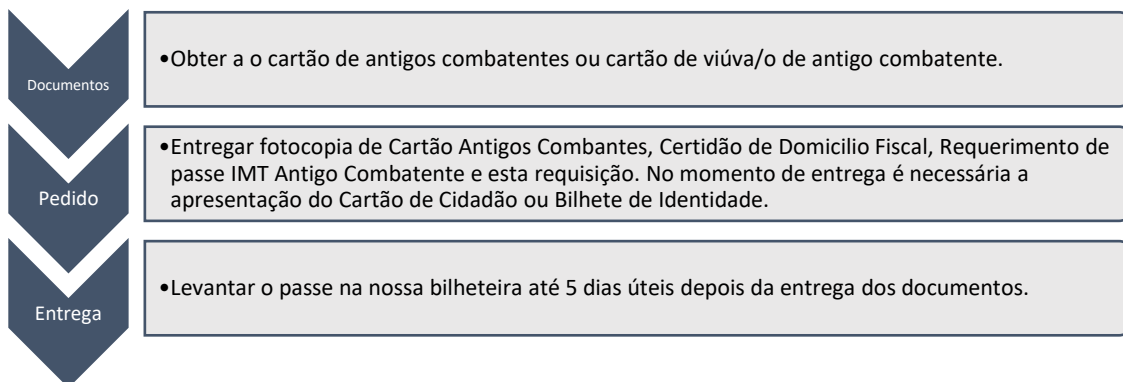 Documentos
•Obter a o cartão de antigos combatentes ou cartão de viúva/o de antigo combatente.
Pedido
•Entregar fotocopia de Cartão Antigos Combantes, Certidão de Domicilio Fiscal, Requerimento de
passe IMT Antigo Combatente e esta requisição. No momento de entrega é necessária a
apresentação do Cartão de Cidadão ou Bilhete de Identidade.
Entrega
•Levantar o passe na nossa bilheteira até 5 dias úteis depois da entrega dos documentos.